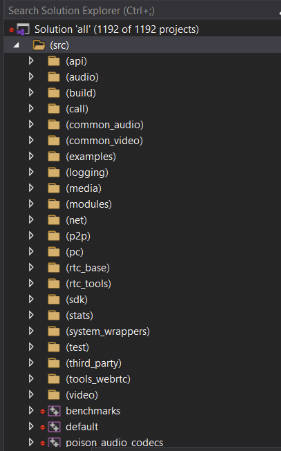 Search Solution Explorer (Ctrl+;)
Solution 'all' (1192 of 1192 projects)
(src)
(api)
(audio)
(build)
(call)
(common_audio)
(common_video)
(examples)
(logging)
(media)
(modules)
(net)
(p2p)
(pc)
(rtc_base)
(rtc_tools)
(sdk)
(stats)
(system_wrappers)
(test)
(third_party)
(tools_webrtc)
(video)
benchmarks
default
poison_audio_codecs